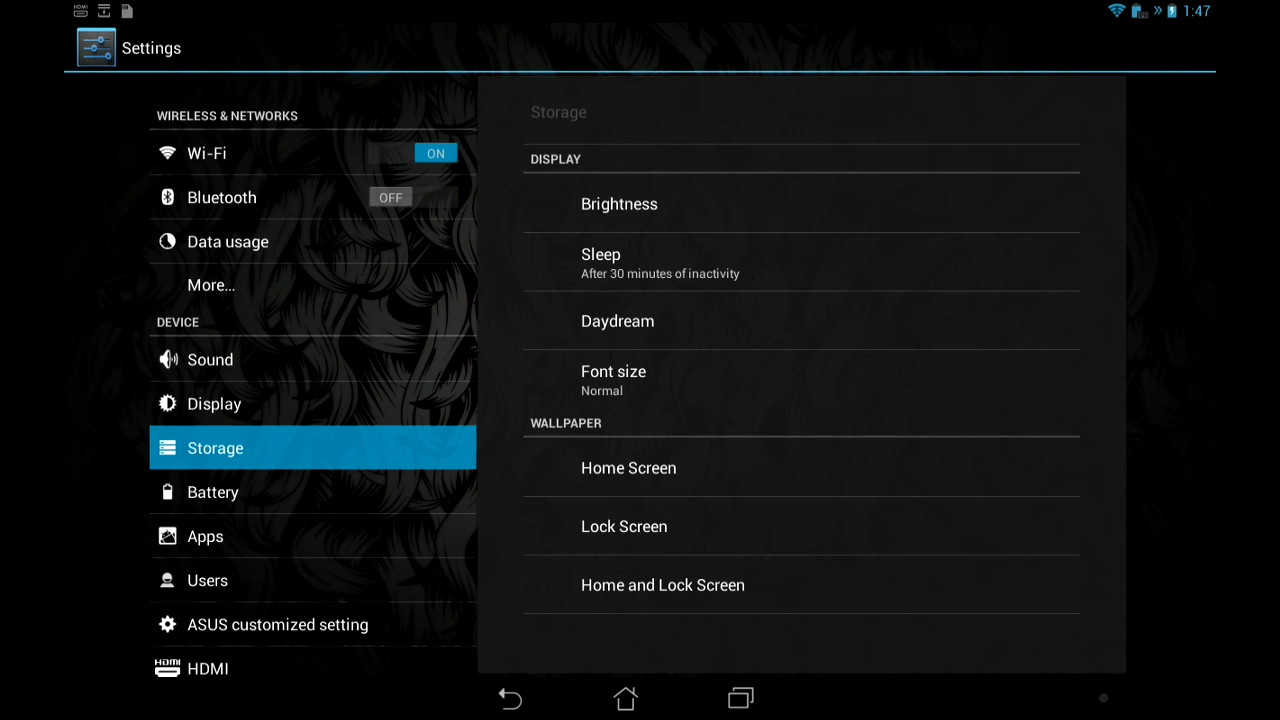 HDMI
1:47
Settings
WIRELESS & NETWORKS
Wi-Fi
ON
Bluetooth
OFF
Data usage
More...
DEVICE
Sound
Display
Storage
Battery
Apps
Users
ASUS customized setting
HDMI
HDMI
Storage
DISPLAY
Brightness
Sleep
After 30 minutes of inactivity
Daydream
Font size
Normal
WALLPAPER
Home Screen
Lock Screen
Home and Lock Screen